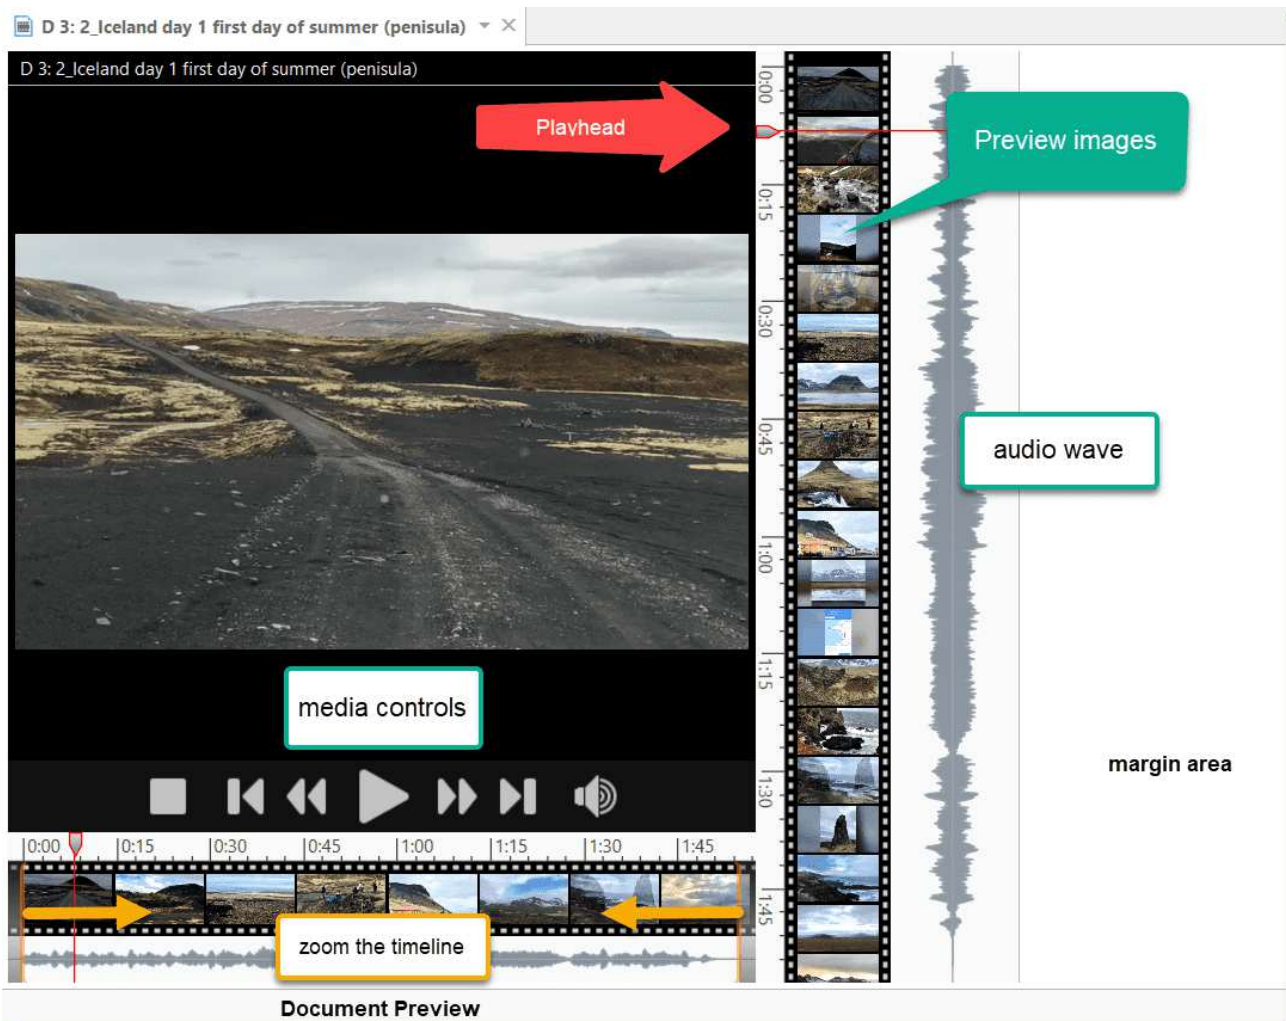 D 3: 2_Iceland day 1 first day of summer (penisula)
D 3: 2_Iceland day 1 first day of summer (penisula)
Playhead
Preview images
audio wave
media controls
margin area
0:00
0:15
0:30
0:45
1:00
1:15
1:30
1:45
0:00 0:15 0:30 0:45 1:00 1:15 1:30 1:45
zoom the timeline
Document Preview